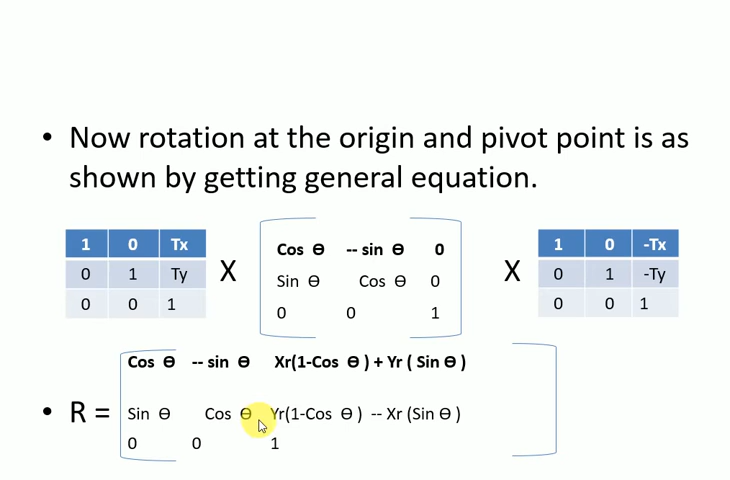 • Now rotation at the origin and pivot point is as
shown by getting general equation.
1 0 Tx
0 1 Ty
0 0 1
X
Cos Ɵ -- sin Ɵ 0
Sin Ɵ Cos Ɵ 0
0 0 1
X
1 0 -Tx
0 1 -Ty
0 0 1
• R =
Cos Ɵ -- sin Ɵ Xr(1-Cos Ɵ ) + Yr ( Sin Ɵ )
Sin Ɵ Cos Ɵ Yr(1-Cos Ɵ ) -- Xr (Sin Ɵ )
0 0 1